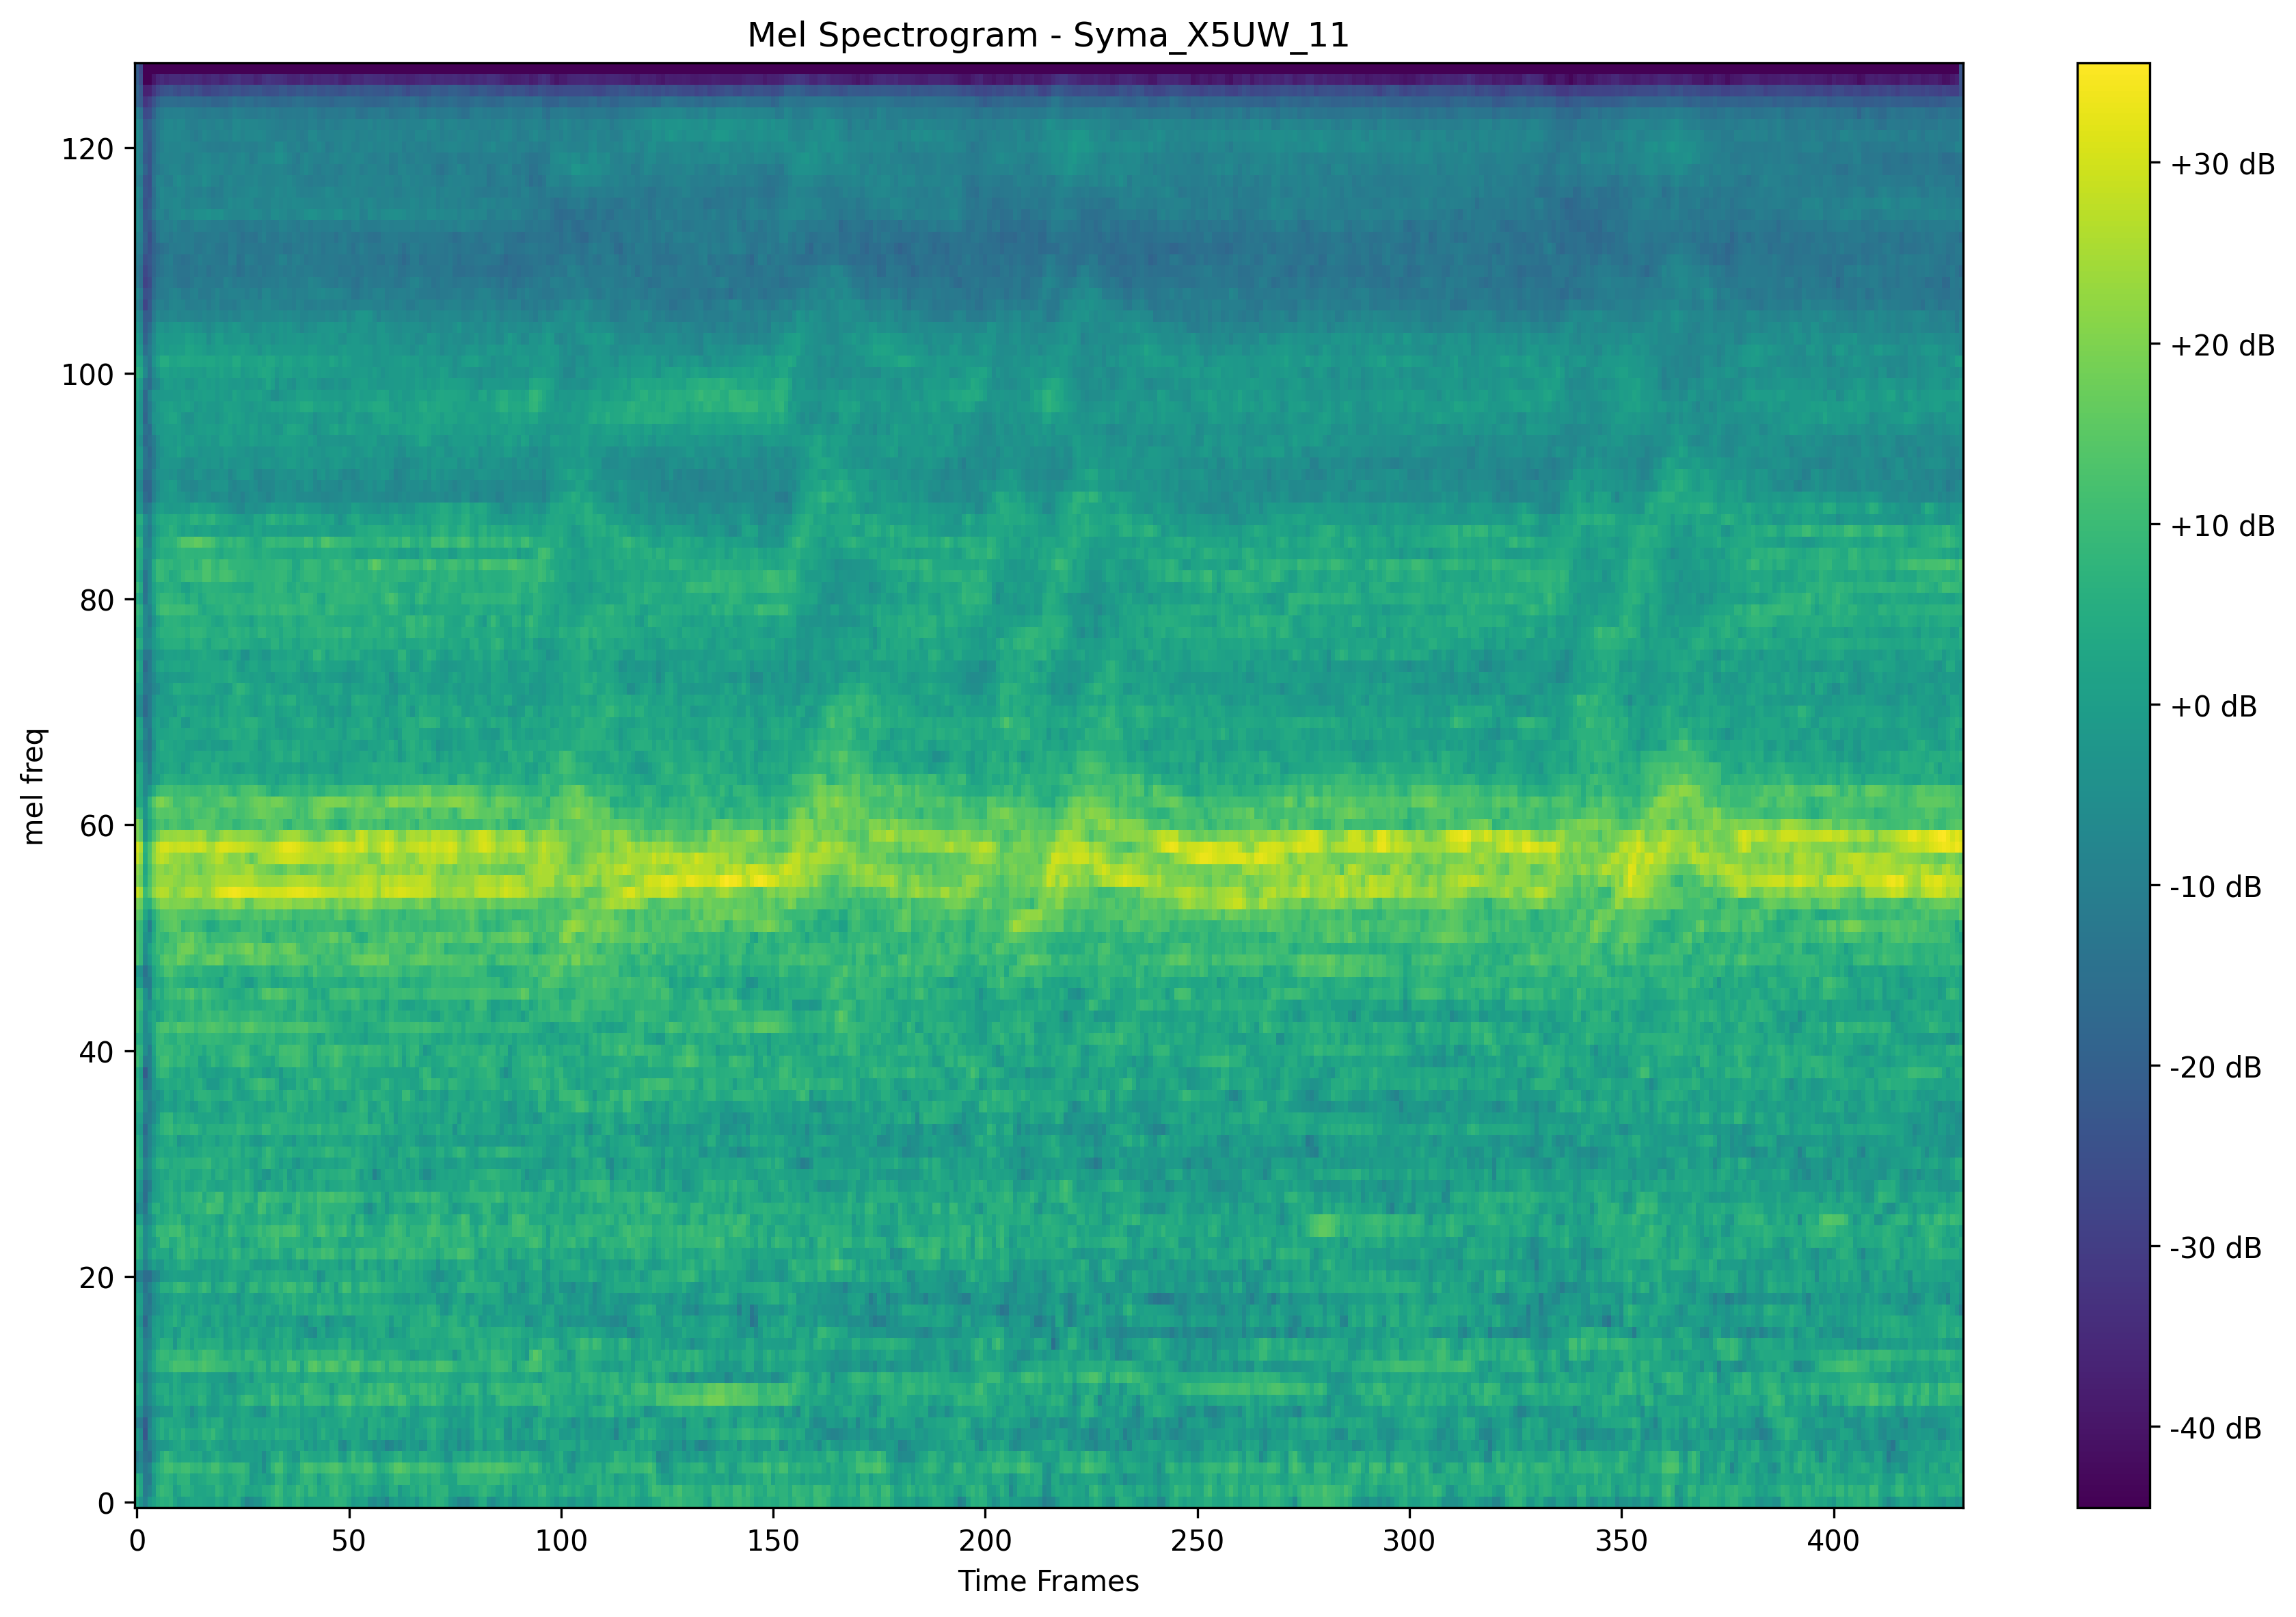 Mel Spectrogram - Syma_X5UW_11
mel freq
120
100
80
60
40
20
0
0 50 100 150 200 250 300 350 400
Time Frames
+30 dB
+20 dB
+10 dB
+0 dB
-10 dB
-20 dB
-30 dB
-40 dB